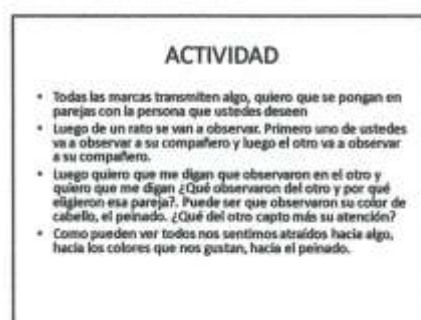 ACTIVIDAD
• Todas las marcas transmiten algo, quiero que se pongan en
parejas con la persona que ustedes deseen
• Luego de un rato se van a observar. Primero uno de ustedes
va a observar a su compañero y luego el otro va a observar
a su compañero.
• Luego quiero que me digan que observaron en el otro y
quiero que me digan ¿Qué observaron del otro y por qué
eligieron esa pareja?. Puede ser que observaron su color de
cabello, el peinado. ¿Qué del otro capto más su atención?
• Como pueden ver todos nos sentimos atraídos hacia algo,
hacia los colores que nos gustan, hacia el peinado.